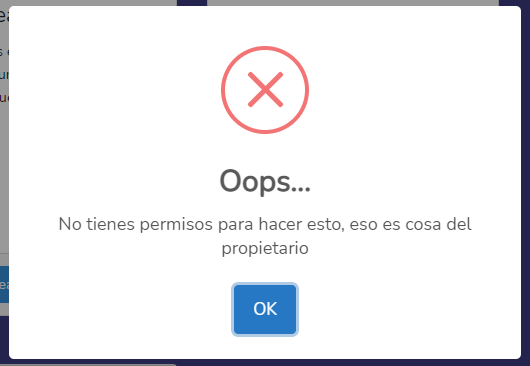 Oops...
No tienes permisos para hacer esto, eso es cosa del
propietario
OK